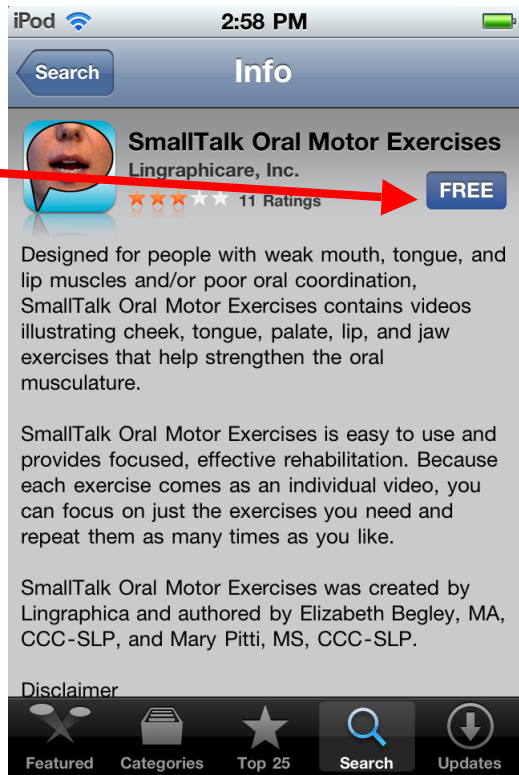 iPod 2:58 PM
Search Info
SmallTalk Oral Motor Exercises
Lingraphicare, Inc.
11 Ratings
FREE
Designed for people with weak mouth, tongue, and
lip muscles and/or poor oral coordination,
SmallTalk Oral Motor Exercises contains videos
illustrating cheek, tongue, palate, lip, and jaw
exercises that help strengthen the oral
musculature.
SmallTalk Oral Motor Exercises is easy to use and
provides focused, effective rehabilitation. Because
each exercise comes as an individual video, you
can focus on just the exercises you need and
repeat them as many times as you like.
SmallTalk Oral Motor Exercises was created by
Lingraphica and authored by Elizabeth Begley, MA,
CCC-SLP, and Mary Pitti, MS, CCC-SLP.
Disclaimer
Featured Categories Top 25 Search Updates